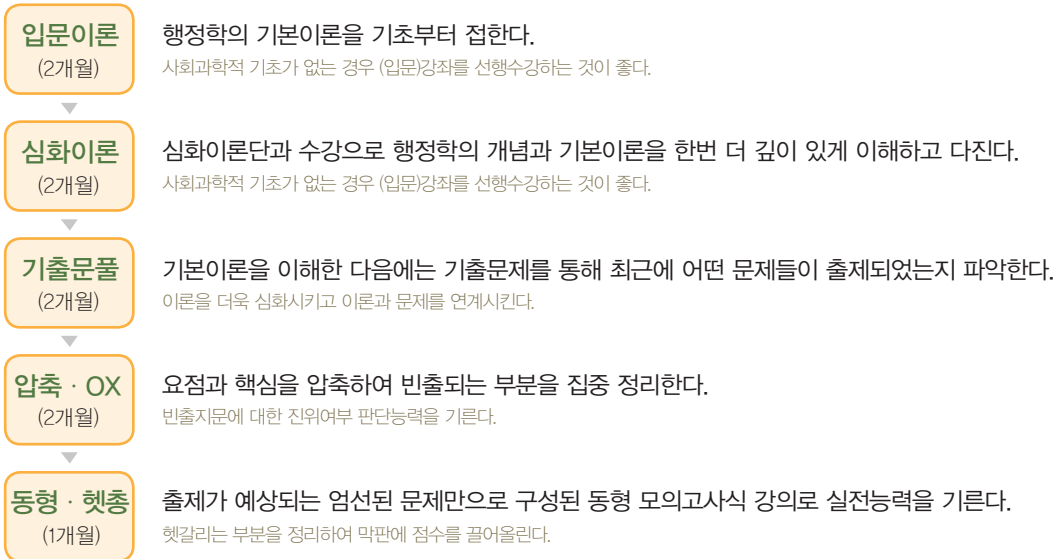 입문이론
(2개월)
행정학의 기본이론을 기초부터 접한다.
사회과학적 기초가 없는 경우 (입문)강좌를 선행수강하는 것이 좋다.
심화이론
(2개월)
심화이론단과 수강으로 행정학의 개념과 기본이론을 한번 더 깊이 있게 이해하고 다진다.
사회과학적 기초가 없는 경우 (입문)강좌를 선행수강하는 것이 좋다.
기출문풀
(2개월)
기본이론을 이해한 다음에는 기출문제를 통해 최근에 어떤 문제들이 출제되었는지 파악한다.
이론을 더욱 심화시키고 이론과 문제를 연계시킨다.
압축 · OX
(2개월)
요점과 핵심을 압축하여 빈출되는 부분을 집중 정리한다.
빈출지문에 대한 진위여부 판단능력을 기른다.
동형 · 헷총
(1개월)
출제가 예상되는 엄선된 문제만으로 구성된 동형 모의고사식 강의로 실전능력을 기른다.
헷갈리는 부분을 정리하여 막판에 점수를 끌어올린다.